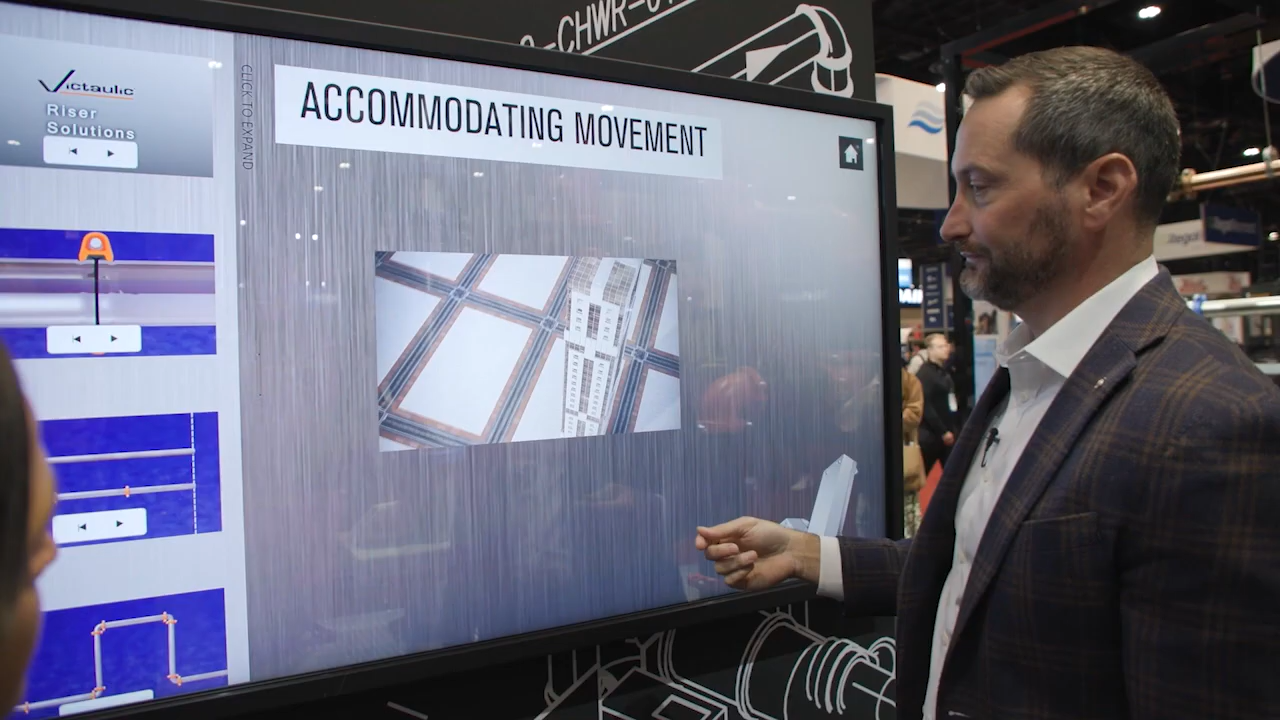 CHWR
Victaulic
Riser
Solutions
CLICK TO EXPAND
ACCOMMODATING MOVEMENT